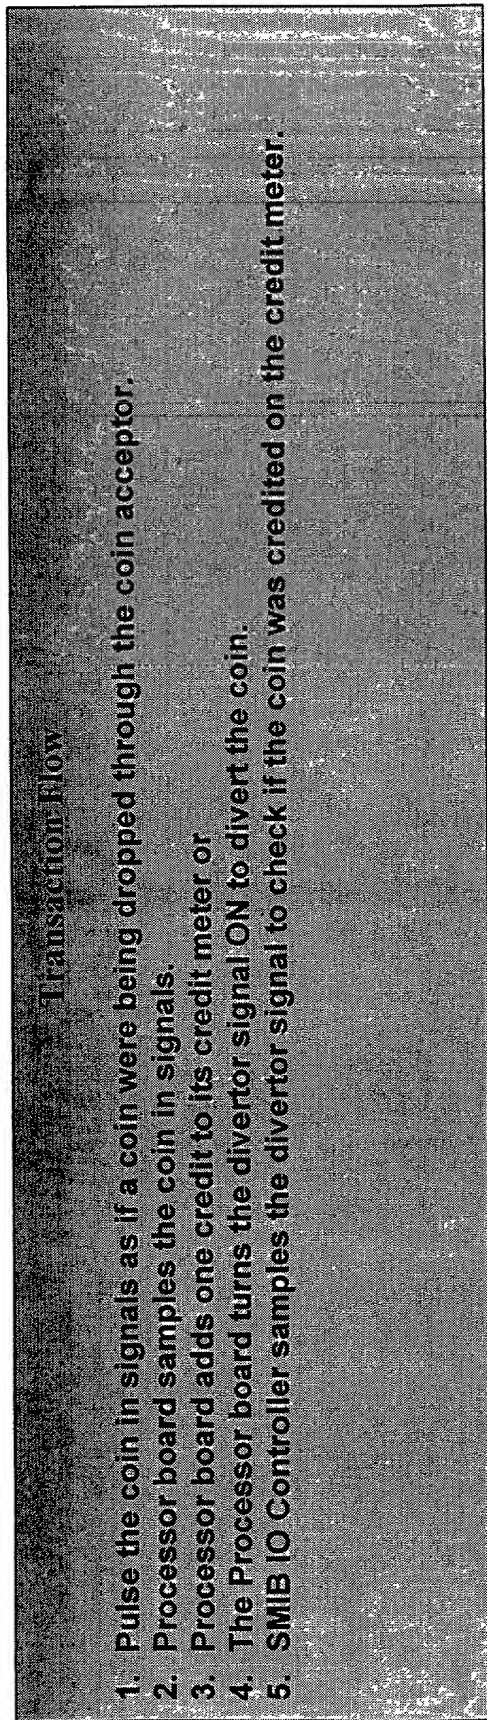 Transaction Flow
1. Pulse the coin in signals as if a coin were being dropped through the coin acceptor.
2. Processor board samples the coin in signals.
3. Processor board adds one credit to its credit meter or
4. The Processor board turns the divertor signal ON to divert the coin.
5. SMIB IO Controller samples the divertor signal to check if the coin was credited on the credit meter.